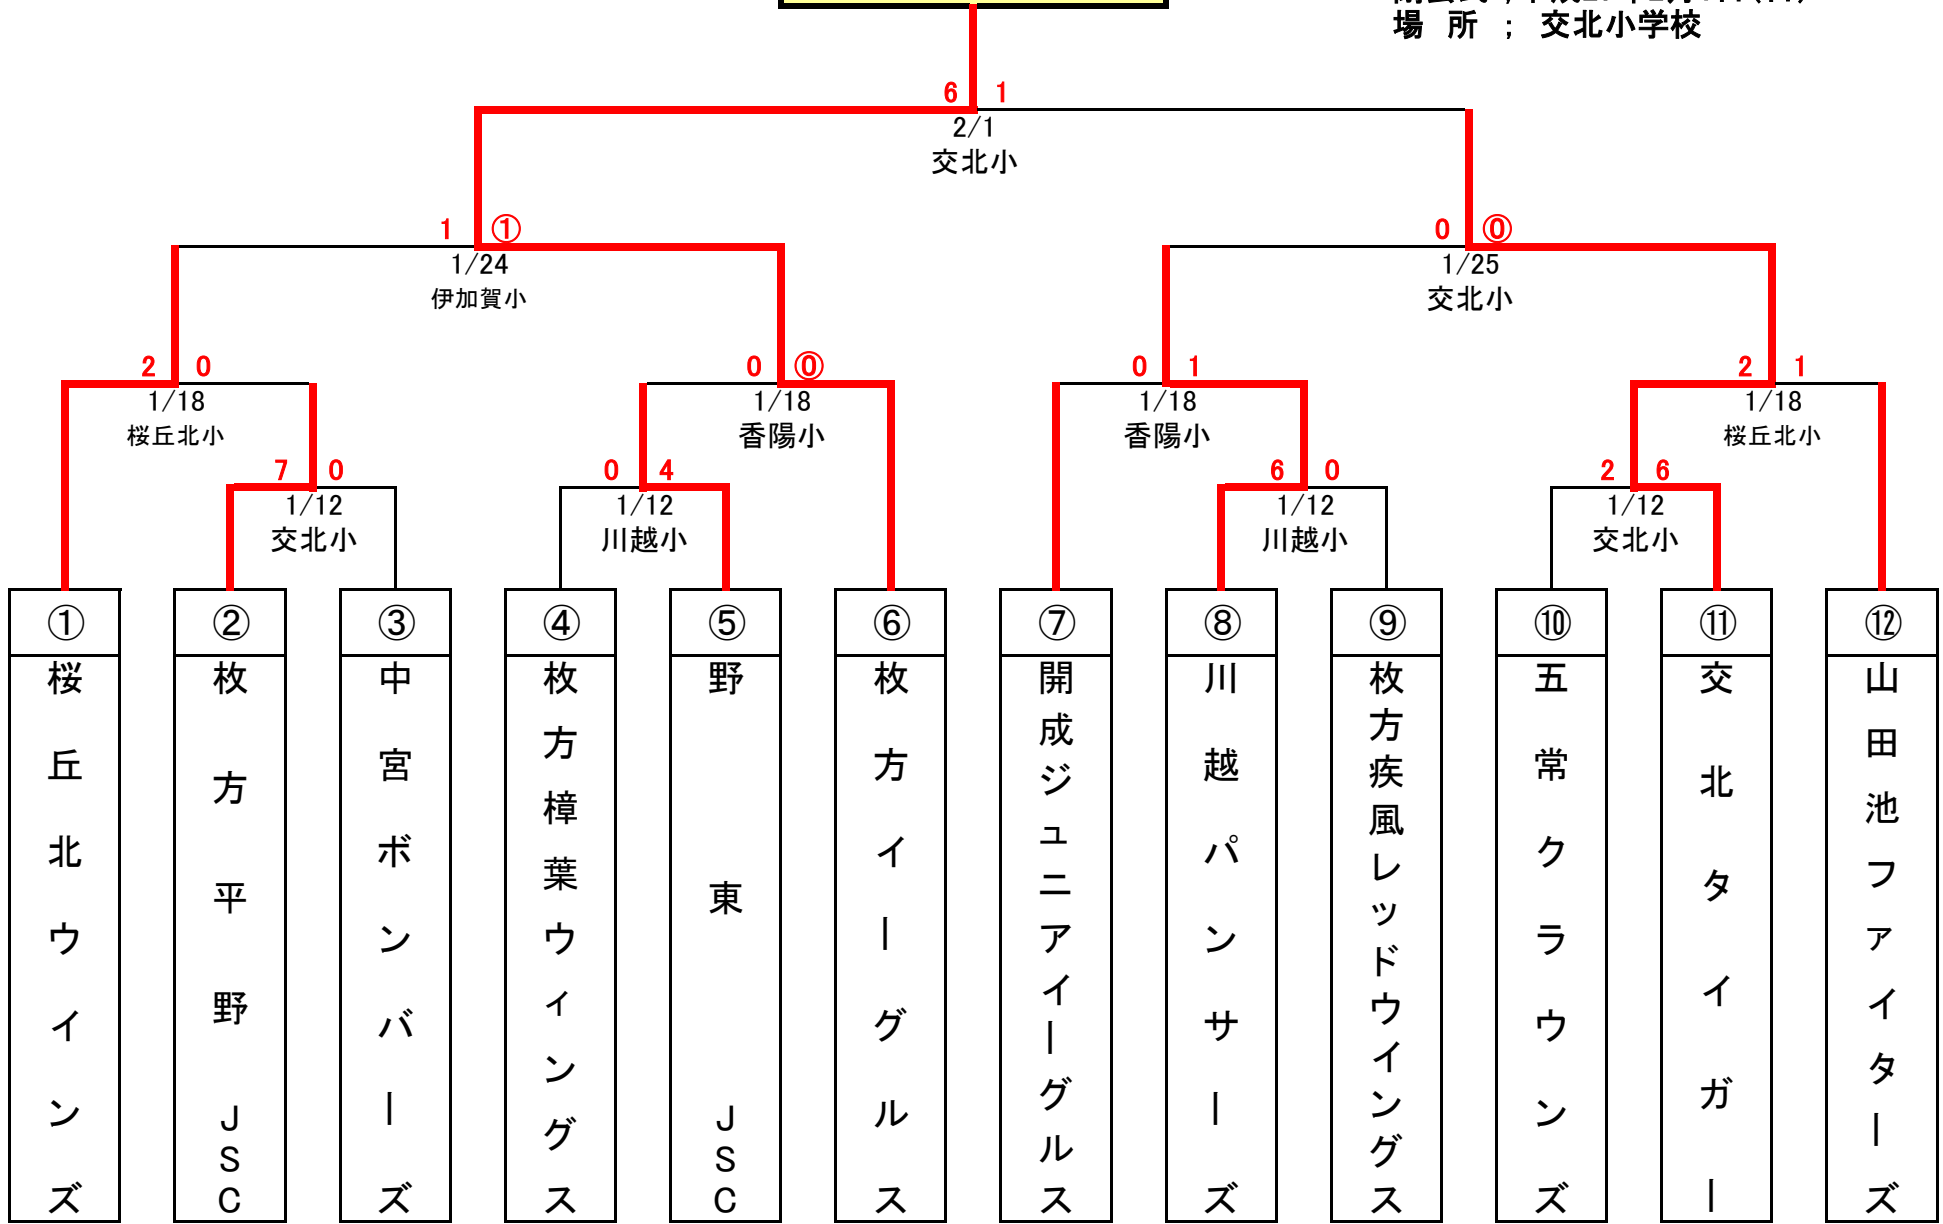 場 所 ； 交北小学校
6 1
2/1
交北小
1 ①
1/24
伊加賀小
0 ⓪
1/25
交北小
2 0
1/18
桜丘北小
0 ⓪
1/18
香陽小
0 1
1/18
香陽小
2 1
1/18
桜丘北小
7 0
1/12
交北小
0 4
1/12
川越小
6 0
1/12
川越小
2 6
1/12
交北小
①
桜丘北ウインズ
②
枚方平野JSC
③
中宮ボンバーズ
④
枚方樟葉ウィングス
⑤
野東JSC
⑥
枚方イーグルス
⑦
開成ジュニアイーグルス
⑧
川越パンサーズ
⑨
枚方疾風レッドウイングス
⑩
五常クラウンズ
⑪
交北タイガー
⑫
山田池ファイターズ